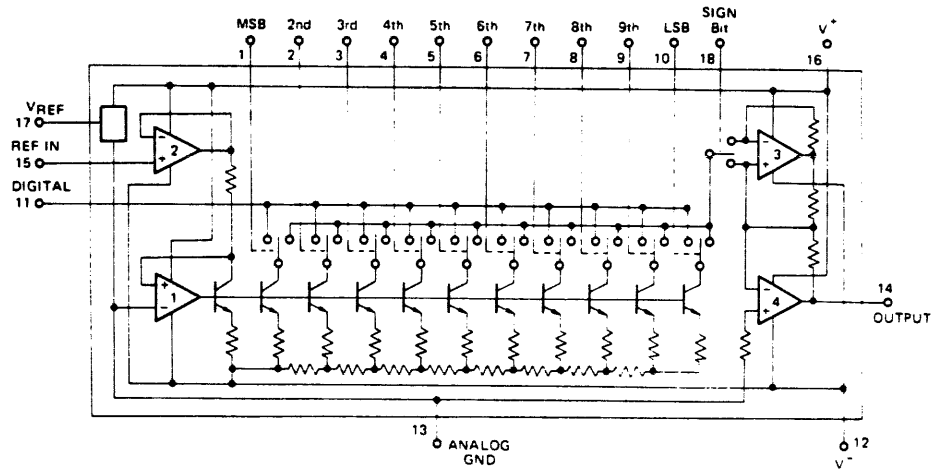 MSB 2nd 3rd 4th 5th 6th 7th 8th 9th LSB SIGN Bit V+
1 2 3 4 5 6 7 8 9 10 18 16
VREF
17
REF IN
15
DIGITAL
11
2
3
1
4
14
OUTPUT
13
ANALOG
GND
12
V-
- + - + + - - +